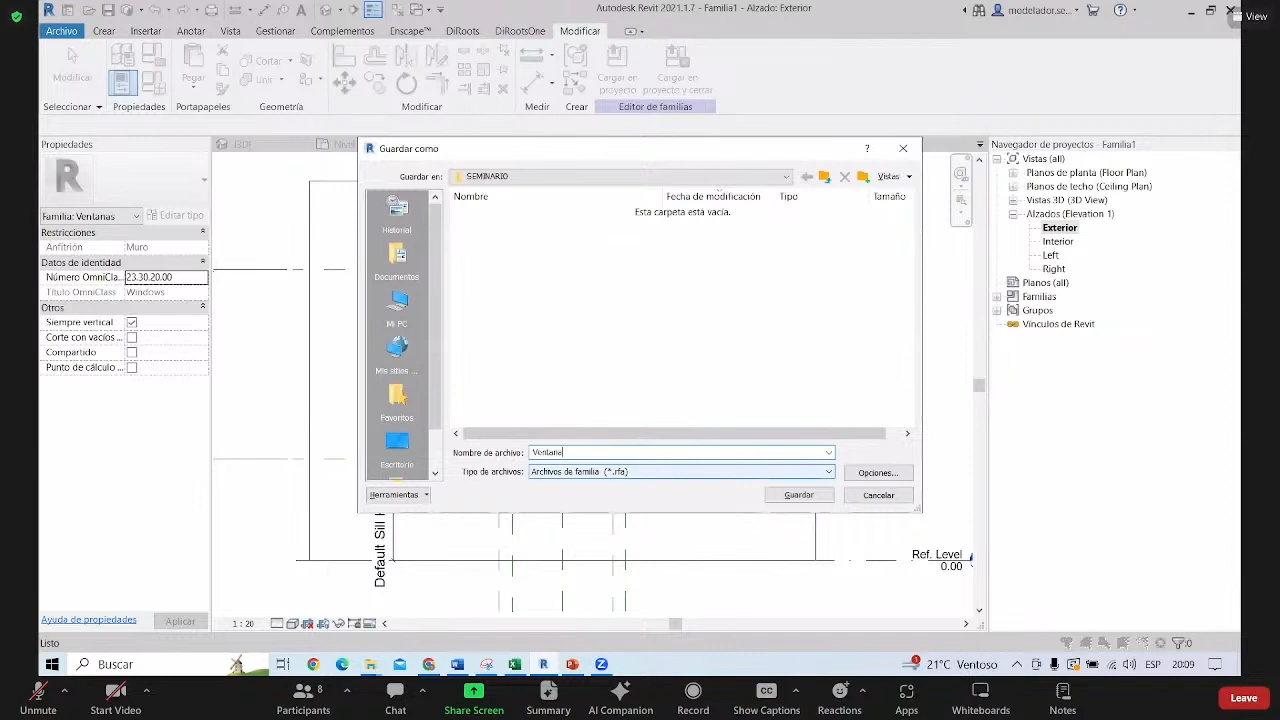 Autodesk Revit 2021.1.7 - Familia1 - Alzado: Exterior
modelador.se...
View
Archivo Crear Insertar Anotar Vista Gestionar Complementos Enscape™ DiRoots DiRootsOne Modificar
Modificar
Pegar
Cortar
Unir
Cargar en proyecto
Cargar en proyecto y cerrar
Seleccionar Propiedades Portapapeles Geometría Modificar Medir Crear Editor de familias
Propiedades
Familia: Ventanas Editar tipo
Restricciones
Anfitrión Muro
Datos de identidad
Número OmniCla... 23.30.20.00
Título OmniClass Windows
Otros
Siempre vertical
Corte con vacíos ...
Compartido
Punto de cálculo ...
Ayuda de propiedades Aplicar
{3D}
Guardar como
Guardar en: SEMINARIO Vistas
Nombre Fecha de modificación Tipo Tamaño
Esta carpeta está vacía.
Historial
Documentos
Mi PC
Mis sitios ...
Favoritos
Escritorio
Nombre de archivo: Ventana
Tipo de archivos: Archivos de familia (*.rfa) Opciones...
Herramientas Guardar Cancelar
Ref. Level
0.00
1 : 20
Navegador de proyectos - Familia1
Vistas (all)
Planos de planta (Floor Plan)
Planos de techo (Ceiling Plan)
Vistas 3D (3D View)
Alzados (Elevation 1)
Exterior
Interior
Left
Right
Planos (all)
Familias
Grupos
Vínculos de Revit
Listo :0
Buscar 1 21°C Ventoso ESP 20:09
Unmute Start Video Participants 8 Chat Share Screen Summary AI Companion Record Show Captions Reactions Apps Whiteboards Notes Leave